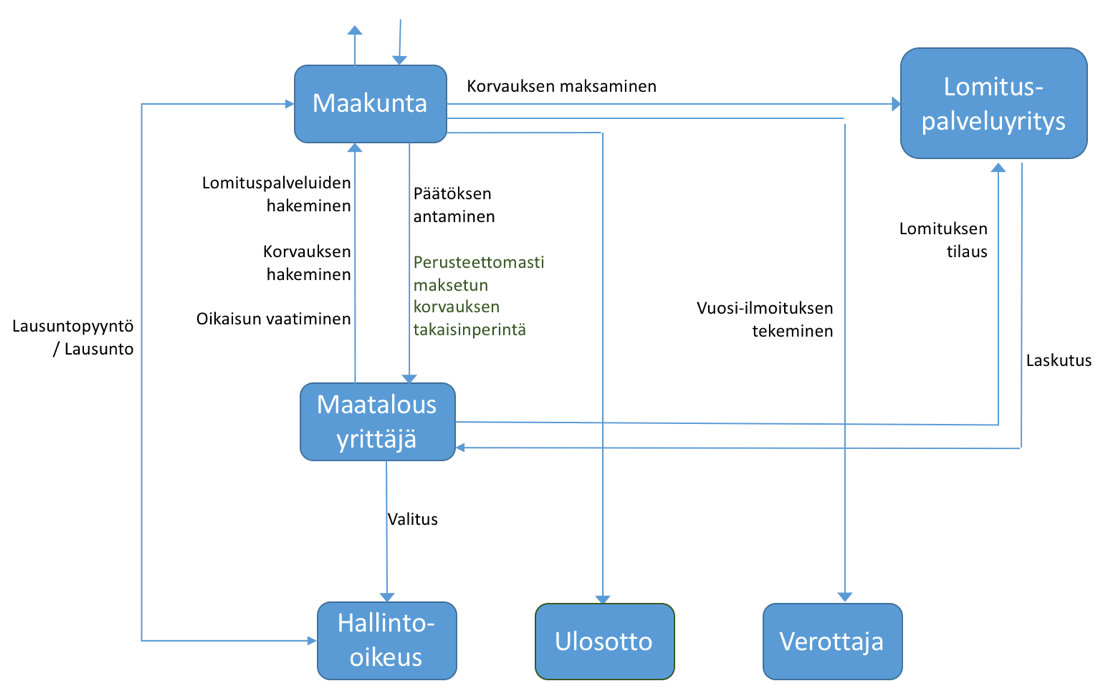 Maakunta
Korvauksen maksaminen
Lomitus-
palveluyritys
Lomituspalveluiden
hakeminen
Korvauksen
hakeminen
Oikaisun vaatiminen
Päätöksen
antaminen
Perusteettomasti
maksetun
korvauksen
takaisinperintä
Lomituksen
tilaus
Lausuntopyyntö
/ Lausunto
Vuosi-ilmoituksen
tekeminen
Laskutus
Maatalous
yrittäjä
Valitus
Hallinto-
oikeus
Ulosotto
Verottaja